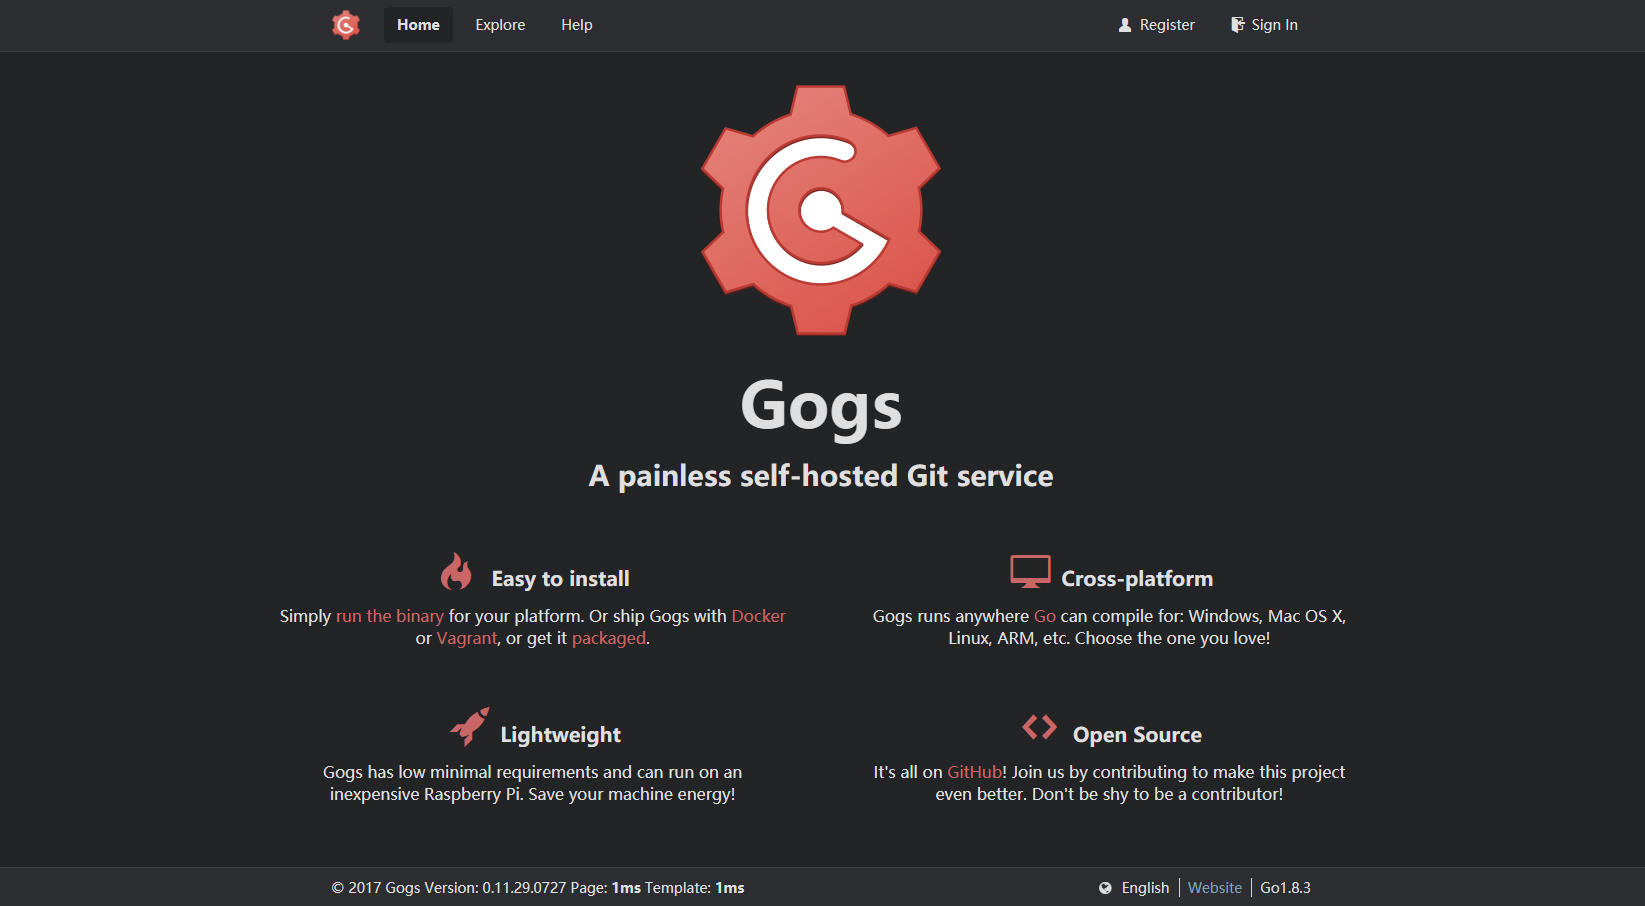 Home Explore Help Register Sign In
Gogs
A painless self-hosted Git service
Easy to install
Simply run the binary for your platform. Or ship Gogs with Docker
or Vagrant, or get it packaged.
Cross-platform
Gogs runs anywhere Go can compile for: Windows, Mac OS X,
Linux, ARM, etc. Choose the one you love!
Lightweight
Gogs has low minimal requirements and can run on an
inexpensive Raspberry Pi. Save your machine energy!
Open Source
It's all on GitHub! Join us by contributing to make this project
even better. Don't be shy to be a contributor!
© 2017 Gogs Version: 0.11.29.0727 Page: 1ms Template: 1ms English Website Go1.8.3